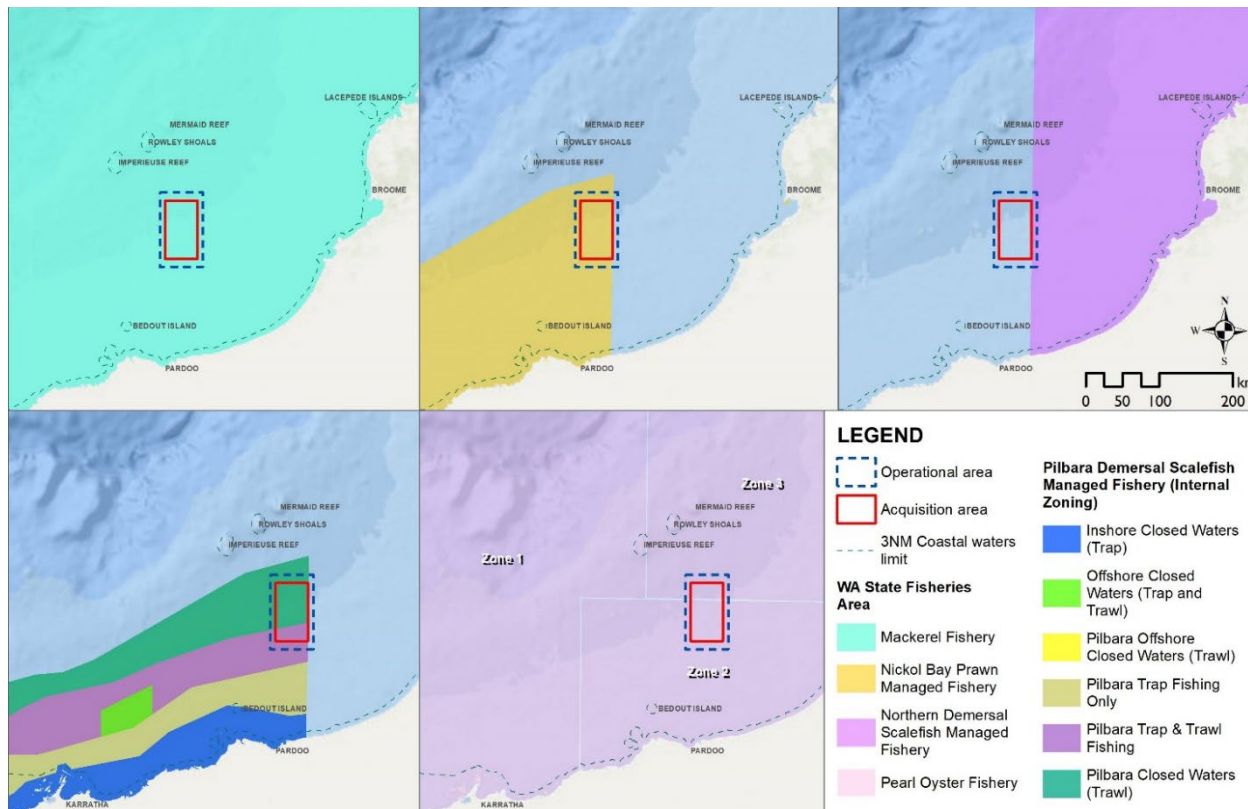 LACEPEDE ISLANDS
MERMAID REEF
ROWLEY SHOALS
IMPERIEUSE REEF
BROOME
BEDOUT ISLAND
PARDOO
LACEPEDE ISLANDS
MERMAID REEF
ROWLEY SHOALS
IMPERIEUSE REEF
BROOME
BEDOUT ISLAND
PARDOO
LACEPEDE ISLANDS
MERMAID REEF
ROWLEY SHOALS
IMPERIEUSE REEF
BROOME
BEDOUT ISLAND
PARDOO
N
W E
S
km
0 50 100 200
MERMAID REEF
ROWLEY SHOALS
IMPERIEUSE REEF
BEDOUT ISLAND
PARDOO
KARRATHA
Zone 3
MERMAID REEF
ROWLEY SHOALS
IMPERIEUSE REEF
Zone 1
Zone 2
BEDOUT ISLAND
PARDOO
KARRATHA
LEGEND
Operational area
Acquisition area
3NM Coastal waters
limit
WA State Fisheries
Area
Mackerel Fishery
Nickol Bay Prawn
Managed Fishery
Northern Demersal
Scalefish Managed
Fishery
Pearl Oyster Fishery
Pilbara Demersal Scalefish
Managed Fishery (Internal
Zoning)
Inshore Closed Waters
(Trap)
Offshore Closed
Waters (Trap and
Trawl)
Pilbara Offshore
Closed Waters (Trawl)
Pilbara Trap Fishing
Only
Pilbara Trap & Trawl
Fishing
Pilbara Closed Waters
(Trawl)